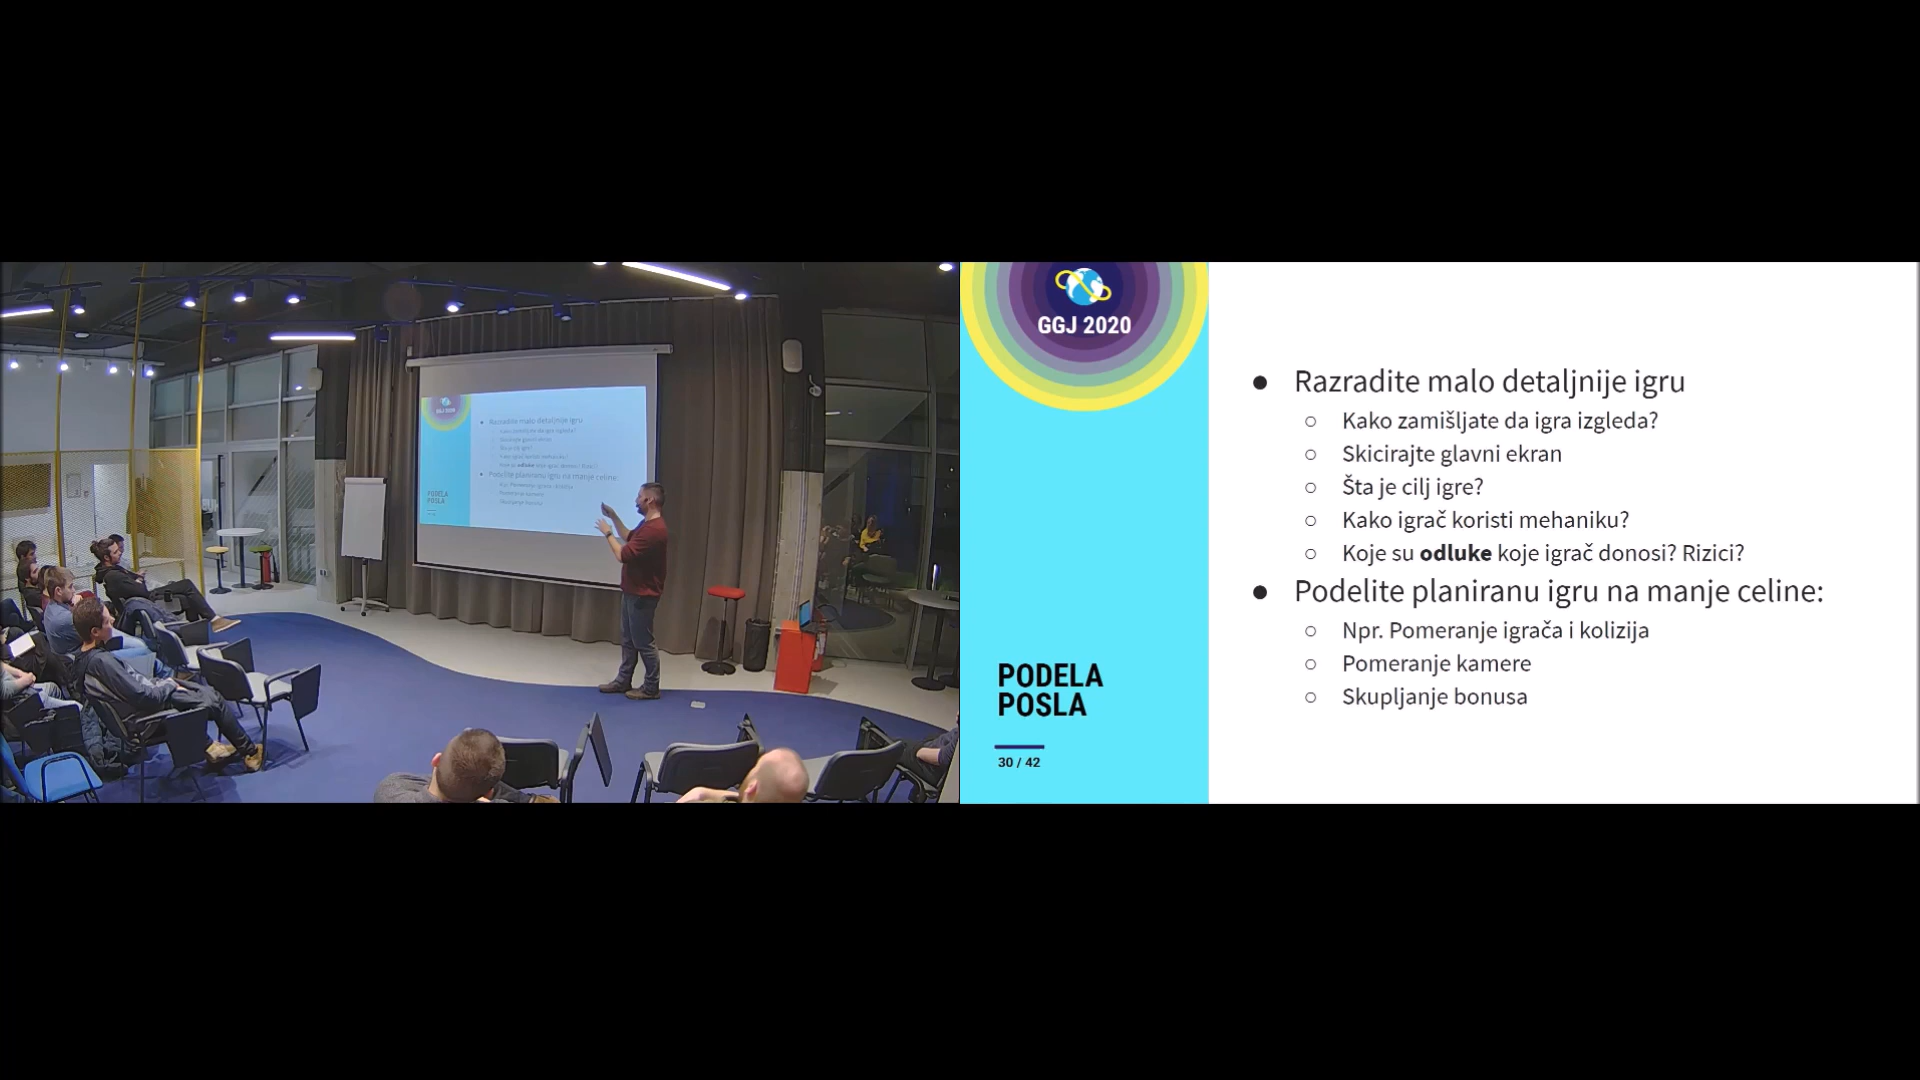 GGJ 2020
PODELA
POSLA
30 / 42
● Razradite malo detaljnije igru
○ Kako zamišljate da igra izgleda?
○ Skicirajte glavni ekran
○ Šta je cilj igre?
○ Kako igrač koristi mehaniku?
○ Koje su odluke koje igrač donosi? Rizici?
● Podelite planiranu igru na manje celine:
○ Npr. Pomeranje igrača i kolizija
○ Pomeranje kamere
○ Skupljanje bonusa